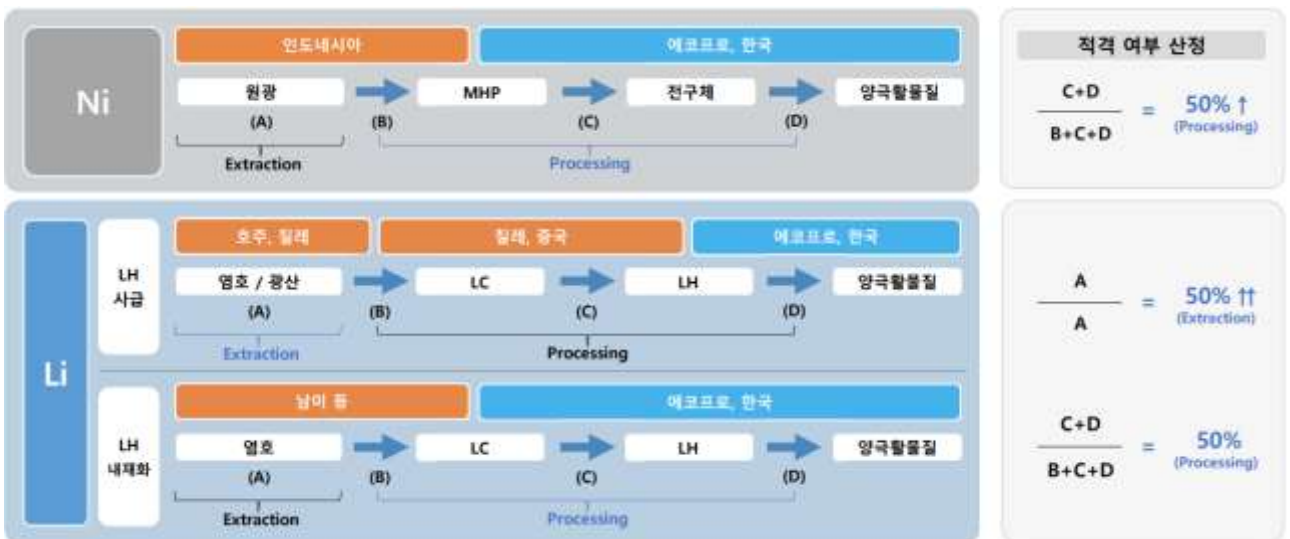 인도네시아
에코프로, 한국
Ni
원광
MHP
전구체
양극활물질
(A)
(B)
(C)
(D)
Extraction
Processing
적격 여부 산정
C+D
B+C+D
=
50% ↑
(Processing)
Li
LH
사급
호주, 칠레
칠레, 중국
에코프로, 한국
염호 / 광산
LC
LH
양극활물질
(A)
(B)
(C)
(D)
Extraction
Processing
A
A
=
50% ↑↑
(Extraction)
LH
내재화
남미 등
에코프로, 한국
염호
LC
LH
양극활물질
(A)
(B)
(C)
(D)
Extraction
Processing
C+D
B+C+D
=
50%
(Processing)